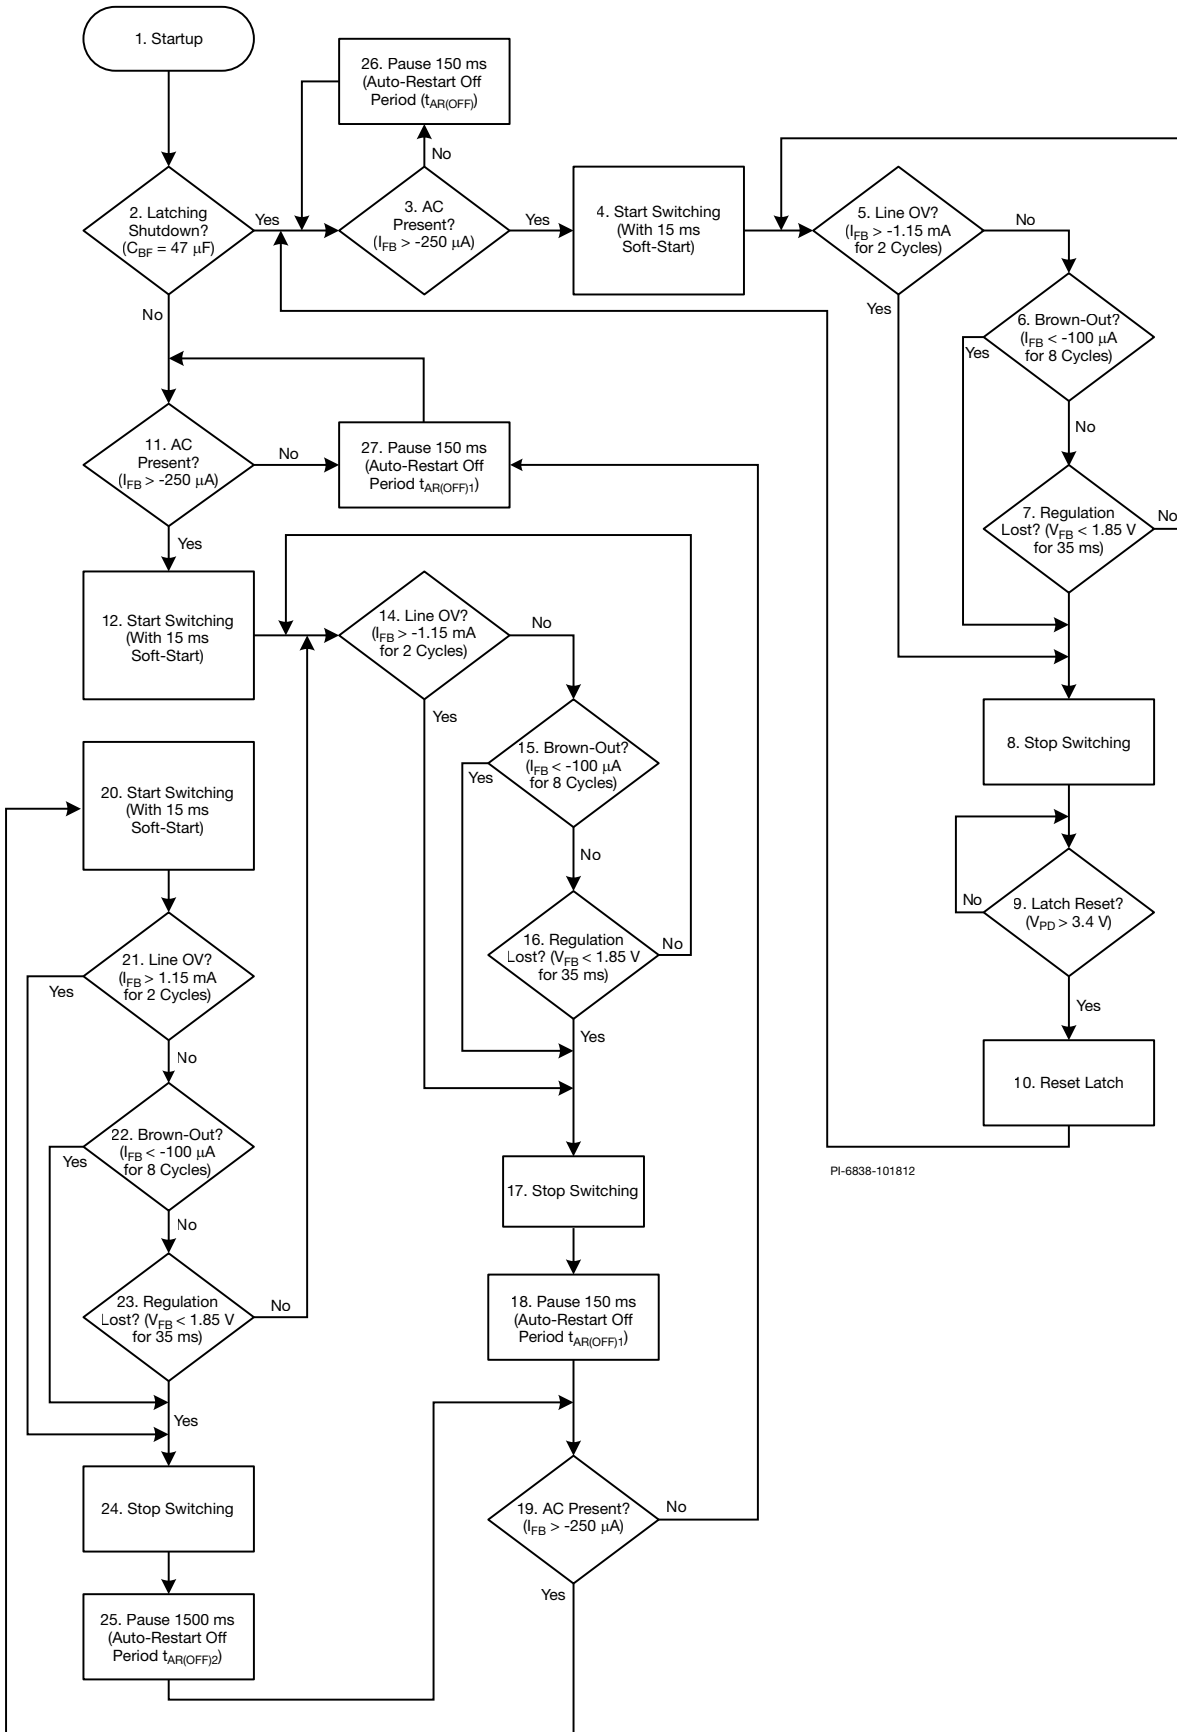 1. Startup
26. Pause 150 ms
(Auto-Restart Off
Period (tAR(OFF))
No
2. Latching
Shutdown?
(CBF = 47 μF)
Yes
No
3. AC
Present?
(IFB > -250 μA)
Yes
4. Start Switching
(With 15 ms
Soft-Start)
5. Line OV?
(IFB > -1.15 mA
for 2 Cycles)
No
Yes
6. Brown-Out?
(IFB < -100 μA
for 8 Cycles)
Yes
No
7. Regulation
Lost? (VFB < 1.85 V
for 35 ms)
No
8. Stop Switching
9. Latch Reset?
(VPD > 3.4 V)
No
Yes
10. Reset Latch
PI-6838-101812
11. AC
Present?
(IFB > -250 μA)
No
Yes
27. Pause 150 ms
(Auto-Restart Off
Period tAR(OFF)1)
12. Start Switching
(With 15 ms
Soft-Start)
14. Line OV?
(IFB > -1.15 mA
for 2 Cycles)
No
Yes
15. Brown-Out?
(IFB < -100 μA
for 8 Cycles)
Yes
No
16. Regulation
Lost? (VFB < 1.85 V
for 35 ms)
No
Yes
17. Stop Switching
18. Pause 150 ms
(Auto-Restart Off
Period tAR(OFF)1)
19. AC Present?
(IFB > -250 μA)
No
Yes
20. Start Switching
(With 15 ms
Soft-Start)
21. Line OV?
(IFB > 1.15 mA
for 2 Cycles)
Yes
No
22. Brown-Out?
(IFB < -100 μA
for 8 Cycles)
Yes
No
23. Regulation
Lost? (VFB < 1.85 V
for 35 ms)
No
Yes
24. Stop Switching
25. Pause 1500 ms
(Auto-Restart Off
Period tAR(OFF)2)